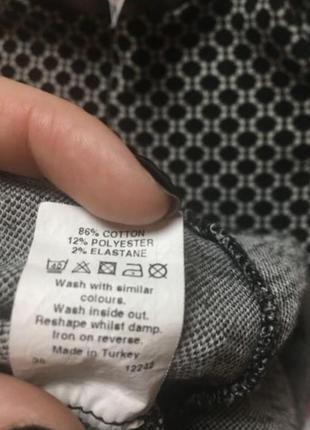 86% COTTON
12% POLYESTER
2% ELASTANE
Wash with similar
colours.
Wash inside out.
Reshape whilst damp.
Iron on reverse.
Made in Turkey